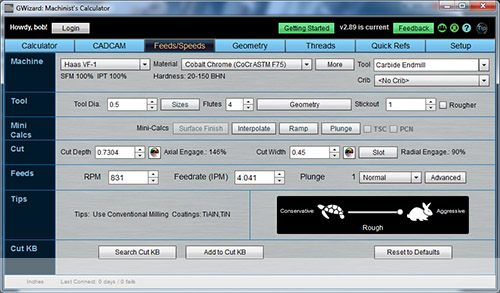 GWizard: Machinist's Calculator
Howdy, bob! Login Getting Started v2.89 is current Feedback
Calculator CADCAM Feeds/Speeds Geometry Threads Quick Refs Setup
Machine Haas VF-1 Material Cobalt Chrome (CoCr ASTM F75) More Tool Carbide Endmill
SFM 100% IPT 100% Hardness: 20-150 BHN Crib <No Crib>
Tool Tool Dia. 0.5 Sizes Flutes 4 Geometry Stickout 1 Rougher
Mini Calcs Mini-Calcs Surface Finish Interpolate Ramp Plunge TSC PCN
Cut Cut Depth 0.7304 Axial Engage.: 146% Cut Width 0.45 Slot Radial Engage.: 90%
Feeds RPM 831 Feedrate (IPM) 4.041 Plunge 1 Normal Advanced
Tips Tips: Use Conventional Milling Coatings: TiAlN,TiN Conservative Aggressive
Rough
Cut KB Search Cut KB Add to Cut KB Reset to Defaults
Inches Last Connect: 0 days / 0 fails